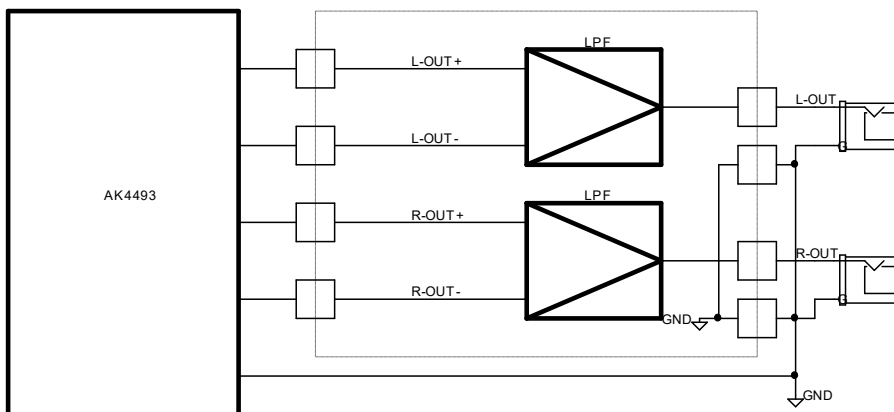 LPF
L-OUT+
L-OUT
L-OUT-
AK4493
LPF
R-OUT+
R-OUT
R-OUT-
G
G
GND
GND